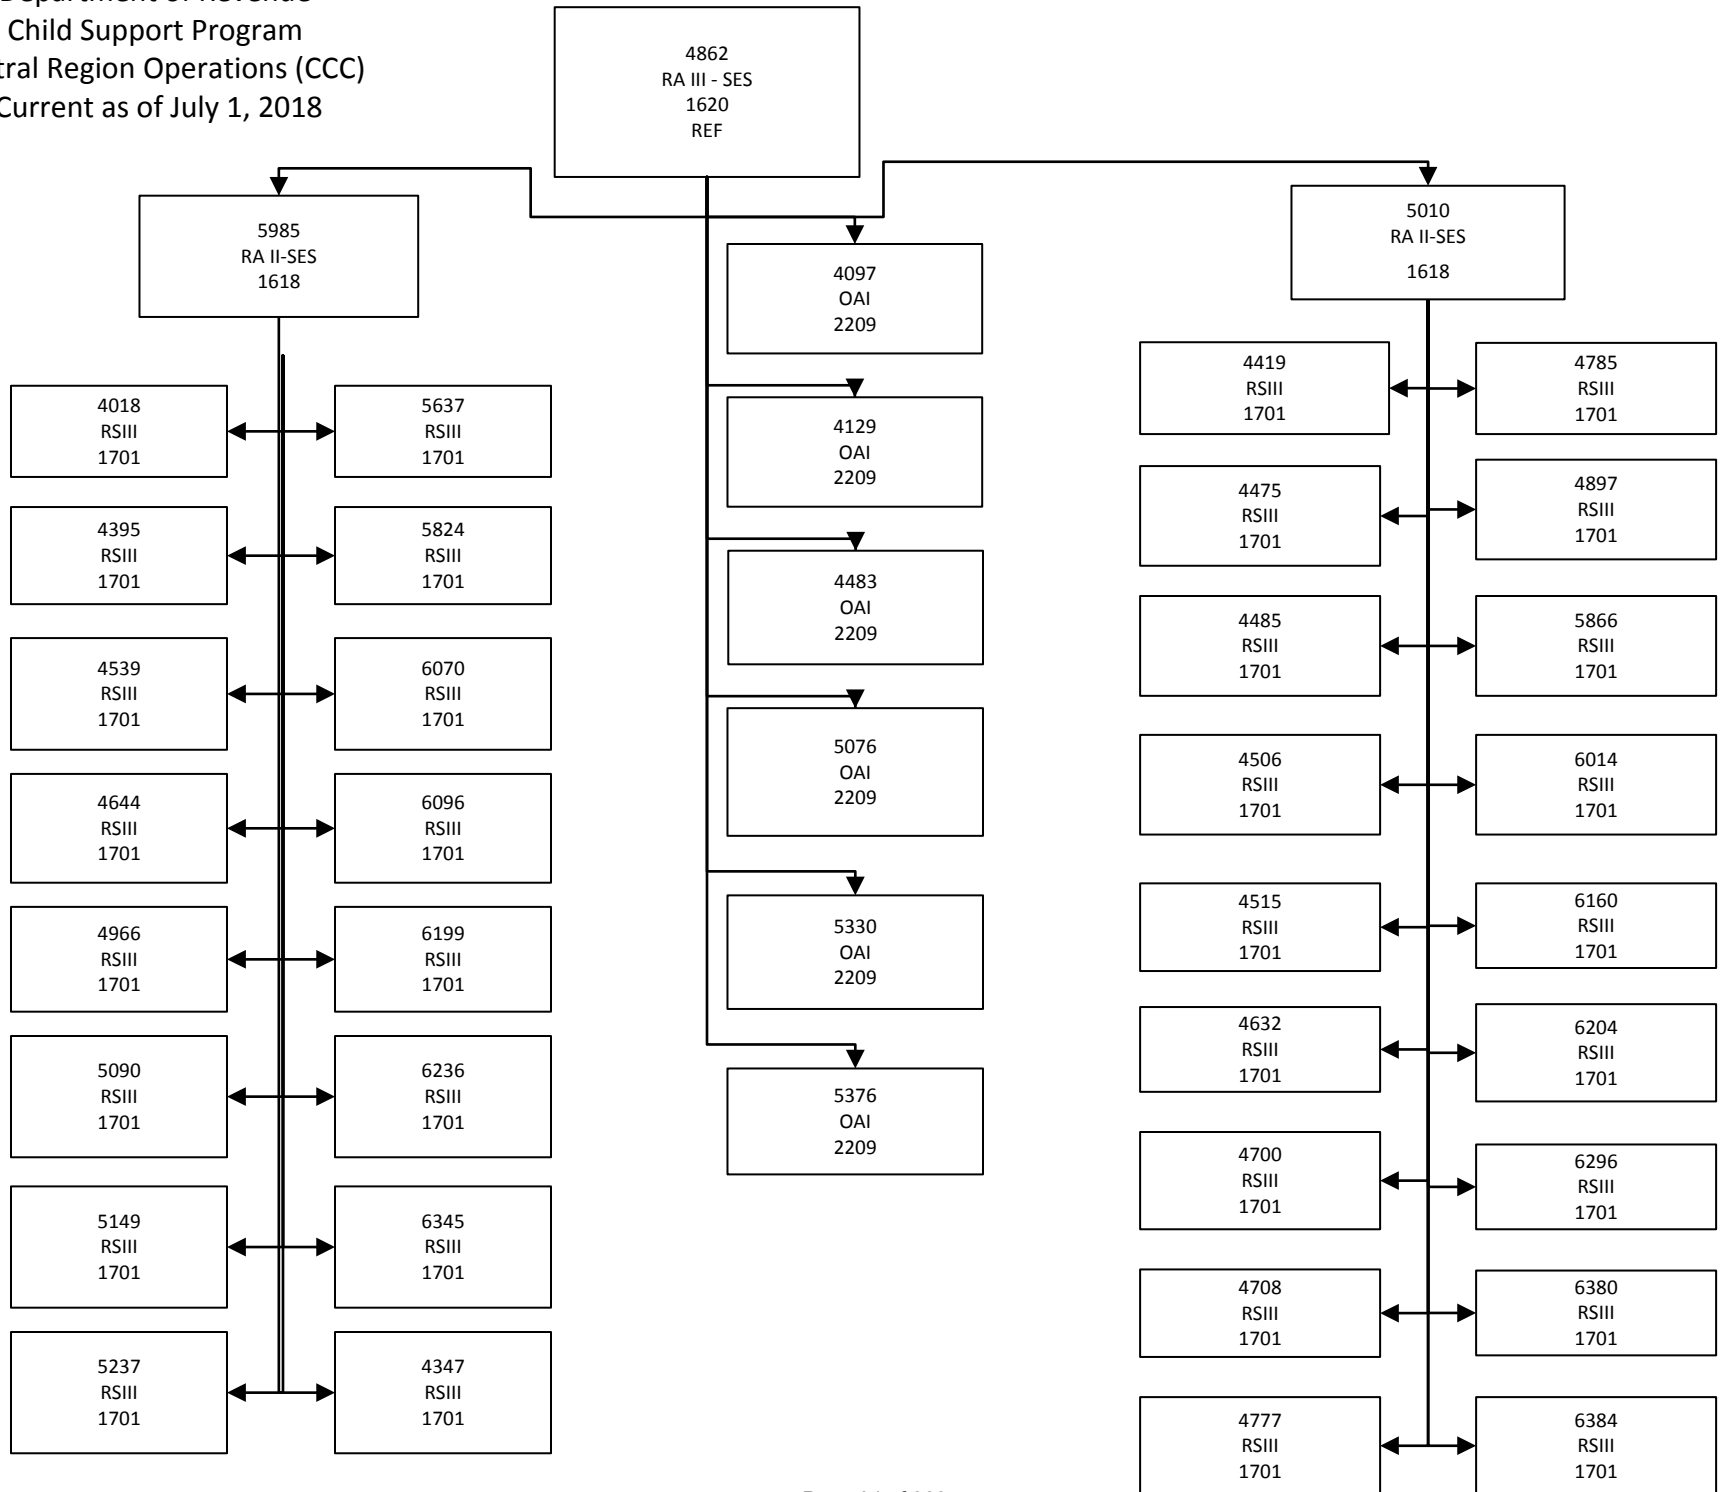 Department of Revenue
Child Support Program
Region Operations (CCC)
Current as of July 1, 2018
4862
RA III - SES
1620
REF
5985
RA II-SES
1618
5010
RA II-SES
1618
4097
OAI
2209
4129
OAI
2209
4483
OAI
2209
5076
OAI
2209
5330
OAI
2209
5376
OAI
2209
4018
RSIII
1701
5637
RSIII
1701
4395
RSIII
1701
5824
RSIII
1701
4539
RSIII
1701
6070
RSIII
1701
4644
RSIII
1701
6096
RSIII
1701
4966
RSIII
1701
6199
RSIII
1701
5090
RSIII
1701
6236
RSIII
1701
5149
RSIII
1701
6345
RSIII
1701
5237
RSIII
1701
4347
RSIII
1701
4419
RSIII
1701
4785
RSIII
1701
4475
RSIII
1701
4897
RSIII
1701
4485
RSIII
1701
5866
RSIII
1701
4506
RSIII
1701
6014
RSIII
1701
4515
RSIII
1701
6160
RSIII
1701
4632
RSIII
1701
6204
RSIII
1701
4700
RSIII
1701
6296
RSIII
1701
4708
RSIII
1701
6380
RSIII
1701
4777
RSIII
1701
6384
RSIII
1701